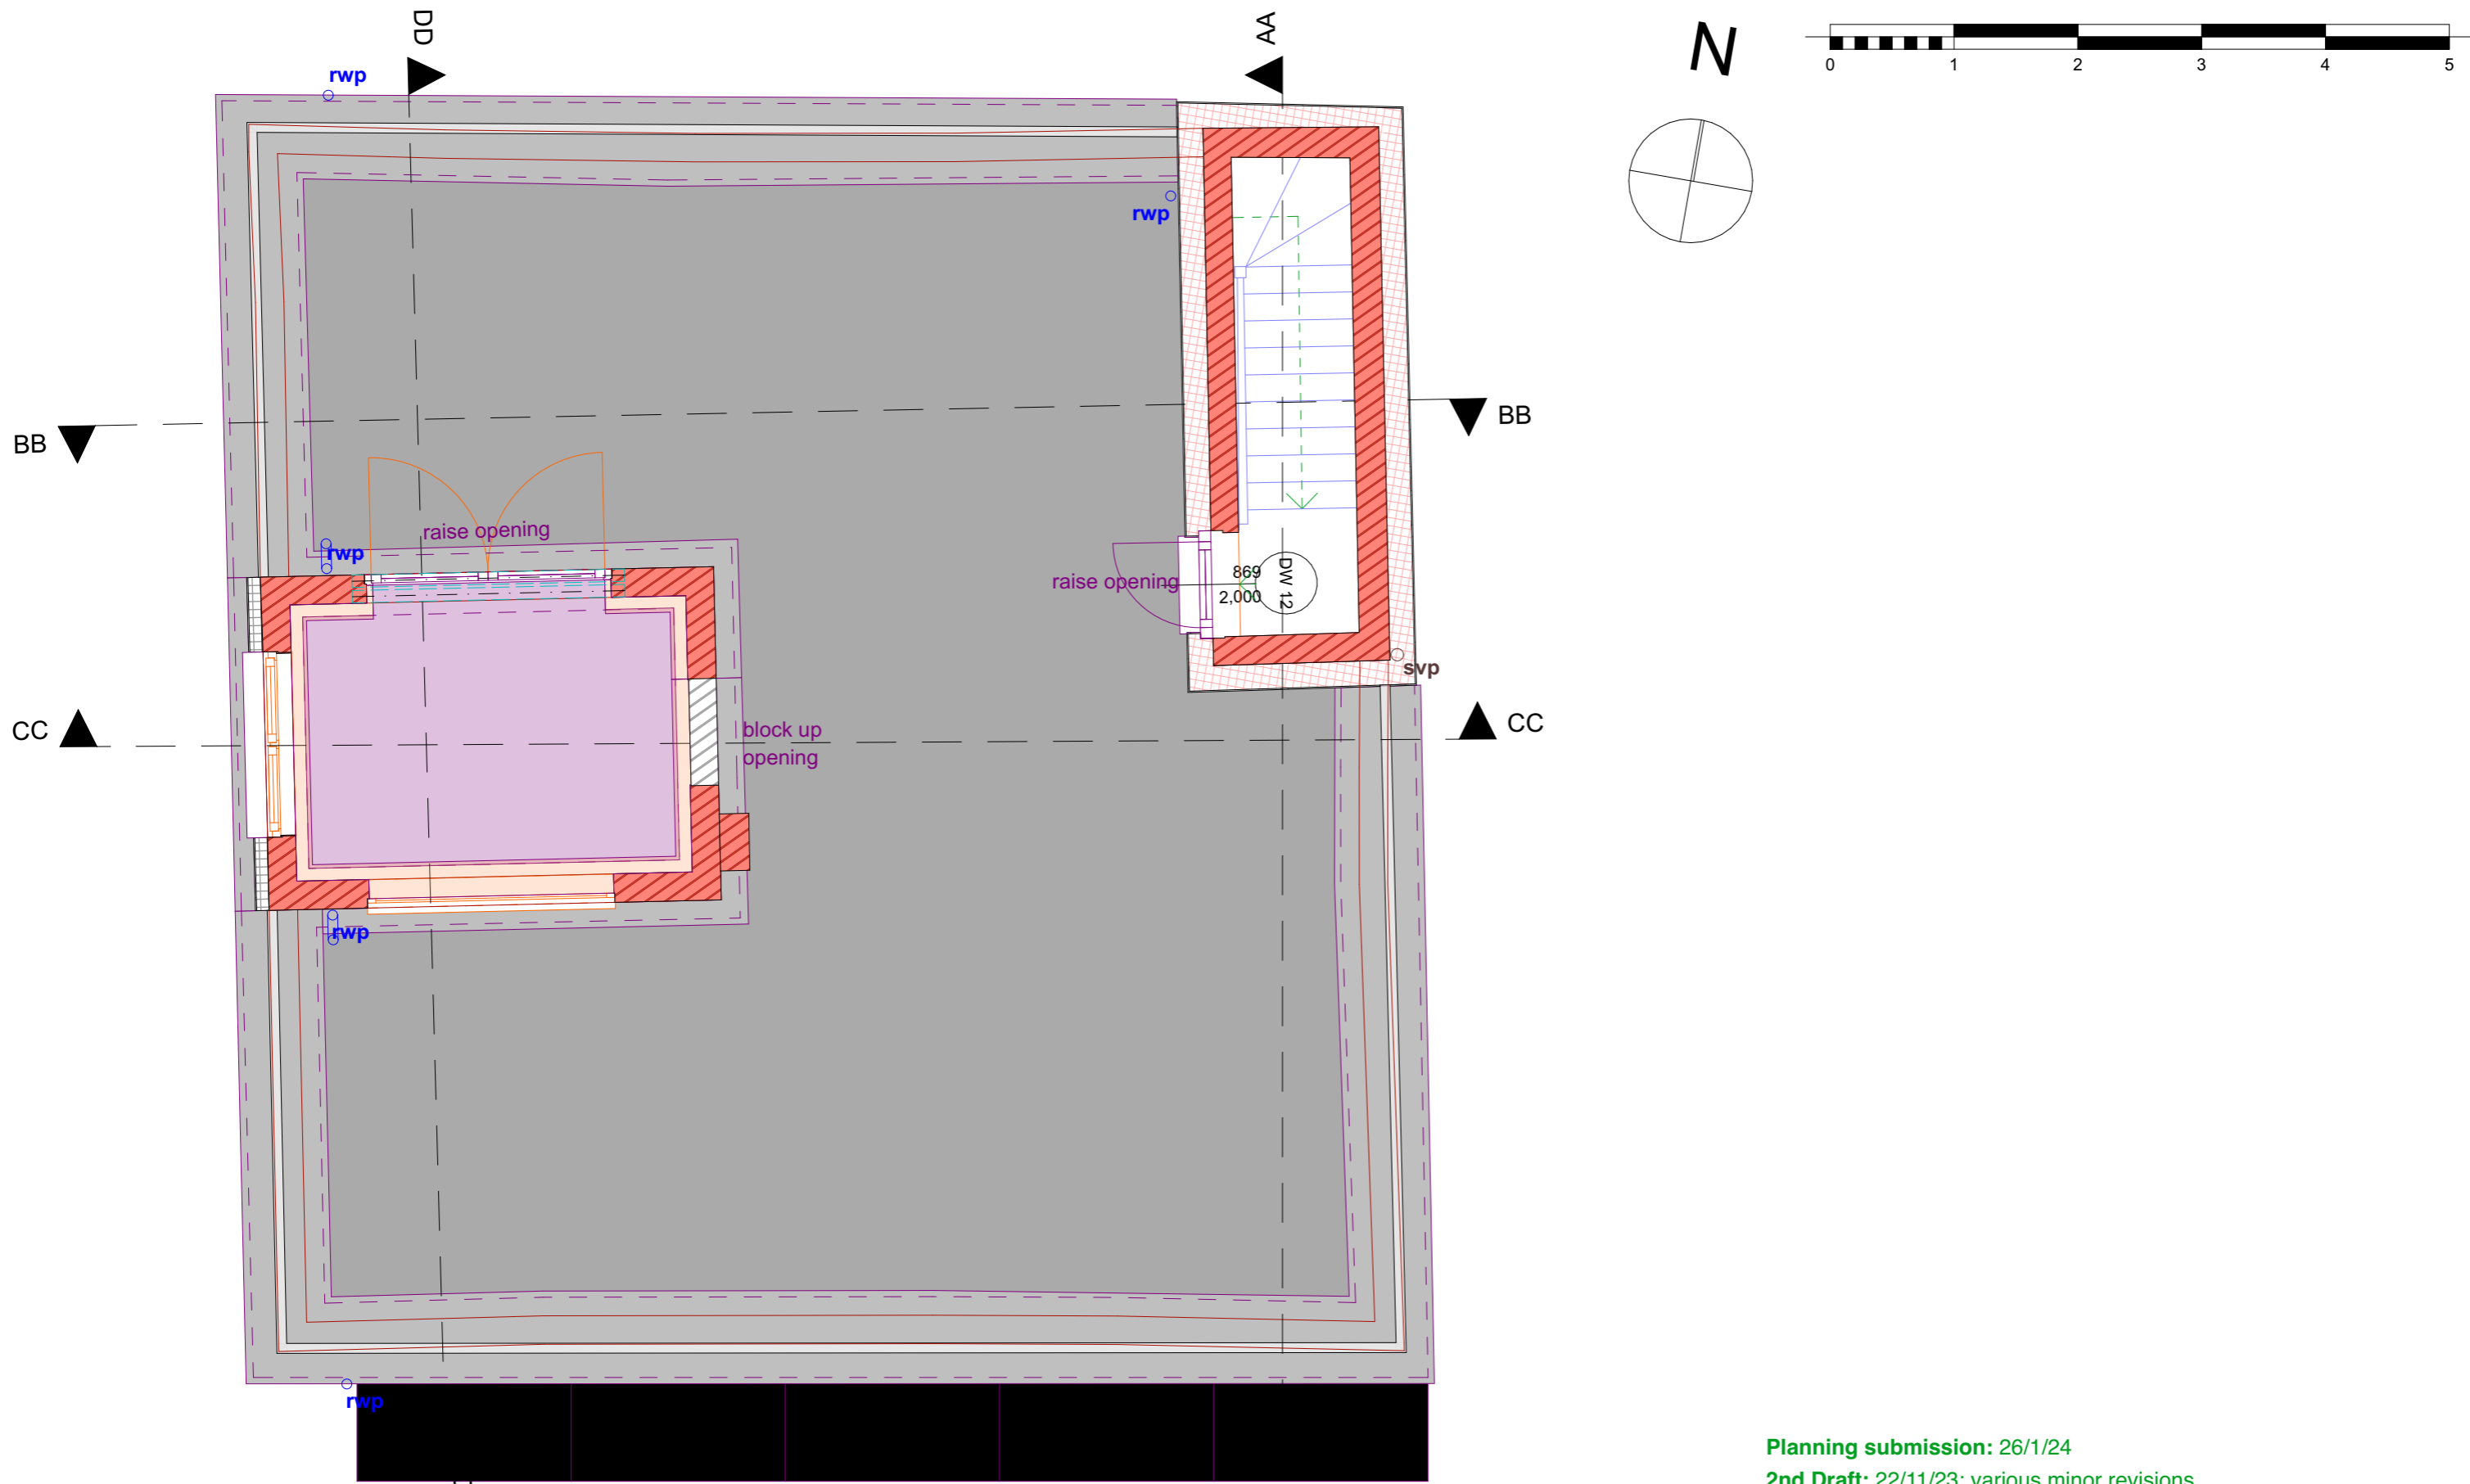 DD
AA
N
0 1 2 3 4 5
rwp
rwp
BB
BB
raise opening
rwp
raise opening
869
2,000
DW 12
svp
CC
CC
block up
opening
rwp
rwp
Planning submission: 26/1/24
2nd Draft: 22/11/23: various minor revisions